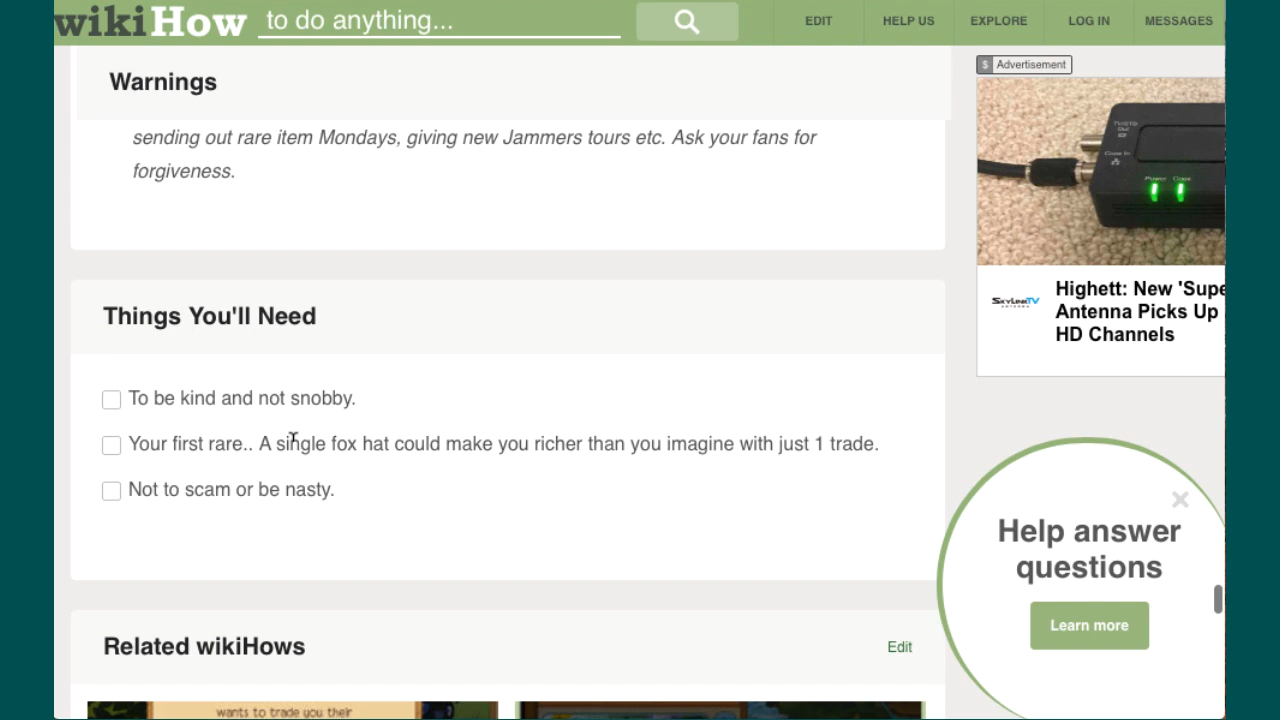 wikiHow to do anything...
EDIT
HELP US
EXPLORE
LOG IN
MESSAGES
Warnings
sending out rare item Mondays, giving new Jammers tours etc. Ask your fans for
forgiveness.
Things You'll Need
To be kind and not snobby.
Your first rare.. A single fox hat could make you richer than you imagine with just 1 trade.
Not to scam or be nasty.
Related wikiHows
Edit
wants to trade you their
$ Advertisement
Power
SKYLINKTV
ANTENNA
Highett: New 'Supe
Antenna Picks Up
HD Channels
Help answer
questions
Learn more